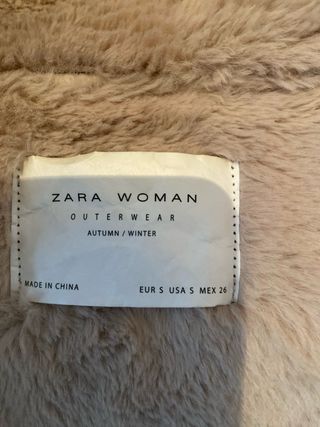 ZARA WOMAN
OUTERWEAR
AUTUMN / WINTER
MADE IN CHINA EUR S USA S MEX 26